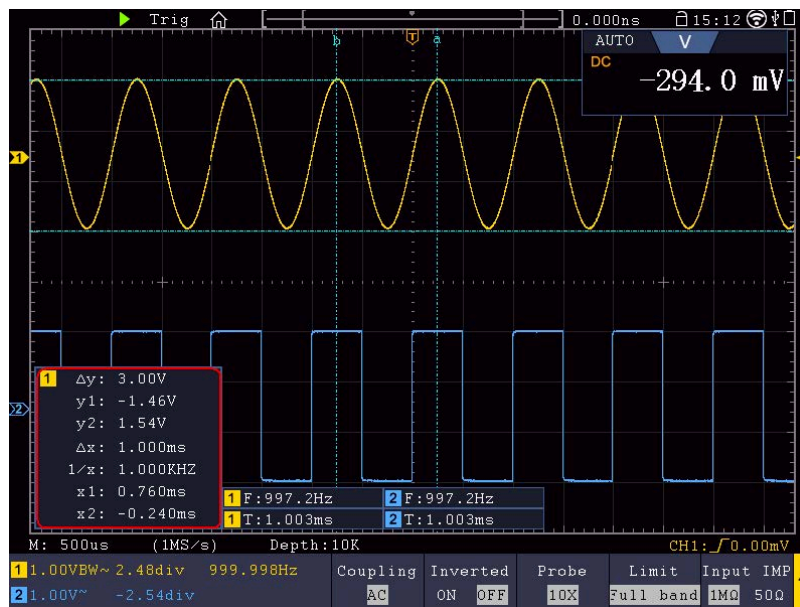 Trig 0.000ns 15:12
b T a
AUTO V
DC
-294.0 mV
1
1 Δy: 3.00V
y1: -1.46V
y2: 1.54V
Δx: 1.000ms
1/x: 1.000KHZ
x1: 0.760ms
x2: -0.240ms
2
1 F:997.2Hz 2 F:997.2Hz
1 T:1.003ms 2 T:1.003ms
M: 500us (1MS/s) Depth:10K CH1: 0.00mV
1 1.00VBW~ 2.48div 999.998Hz
2 1.00V~ -2.54div
Coupling Inverted Probe Limit Input IMP
AC ON OFF 10X Full band 1MΩ 50Ω